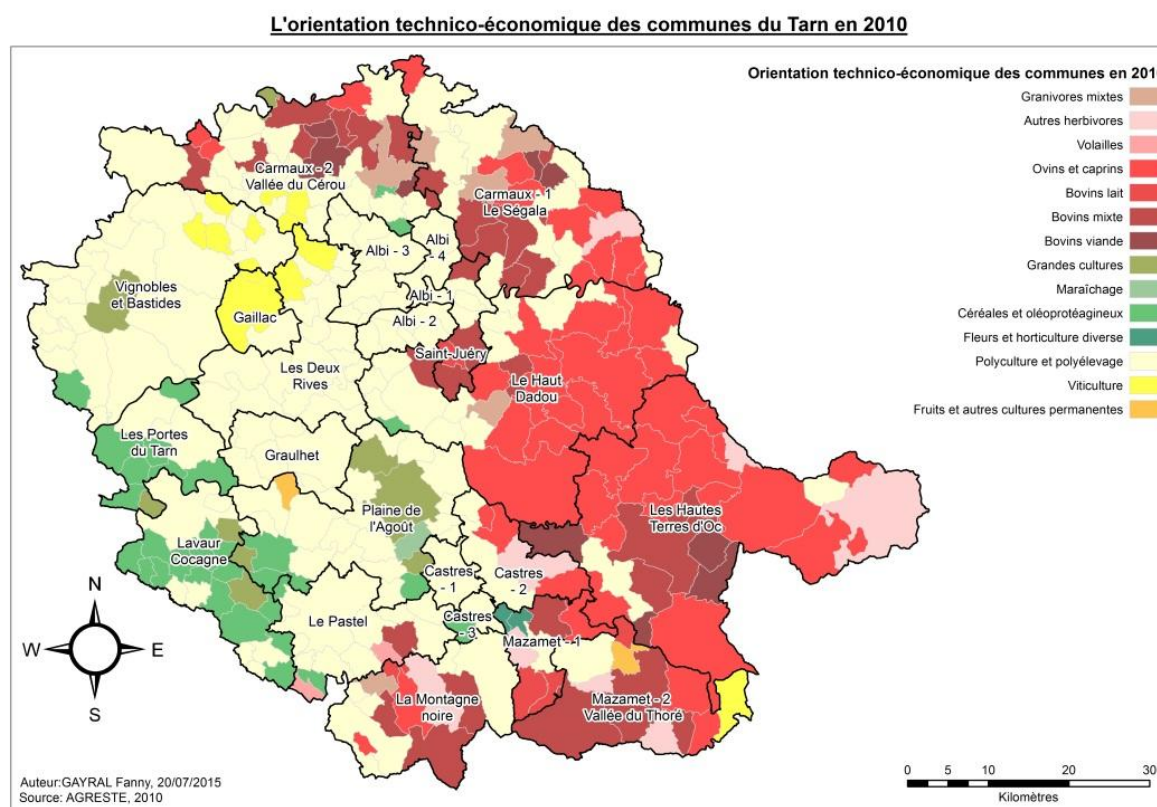 L'orientation technico-économique des communes du Tarn en 2010
Orientation technico-économique des communes en 201
Granivores mixtes
Autres herbivores
Volailles
Ovins et caprins
Bovins lait
Bovins mixte
Bovins viande
Grandes cultures
Maraîchage
Céréales et oléoprotéagineux
Fleurs et horticulture diverse
Polyculture et polyélevage
Viticulture
Fruits et autres cultures permanentes
Carmaux - 2
Vallée du Cérou
Carmaux - 1
Le Ségala
Albi - 3
Albi
- 4
Vignobles
et Bastides
Albi - 1
Gaillac
Albi - 2
Saint-Juéry
Les Deux
Rives
Le Haut
Dadou
Les Portes
du Tarn
Graulhet
Plaine de
l'Agoût
Les Hautes
Terres d'Oc
Lavaur
Cocagne
Castres
- 1
Castres
- 2
Le Pastel
Castres
- 3
Mazamet - 1
La Montagne
noire
Mazamet - 2
Vallée du Thoré
N
W
E
S
Auteur:GAYRAL Fanny, 20/07/2015
Source: AGRESTE, 2010
0 5 10 20 30
Kilomètres